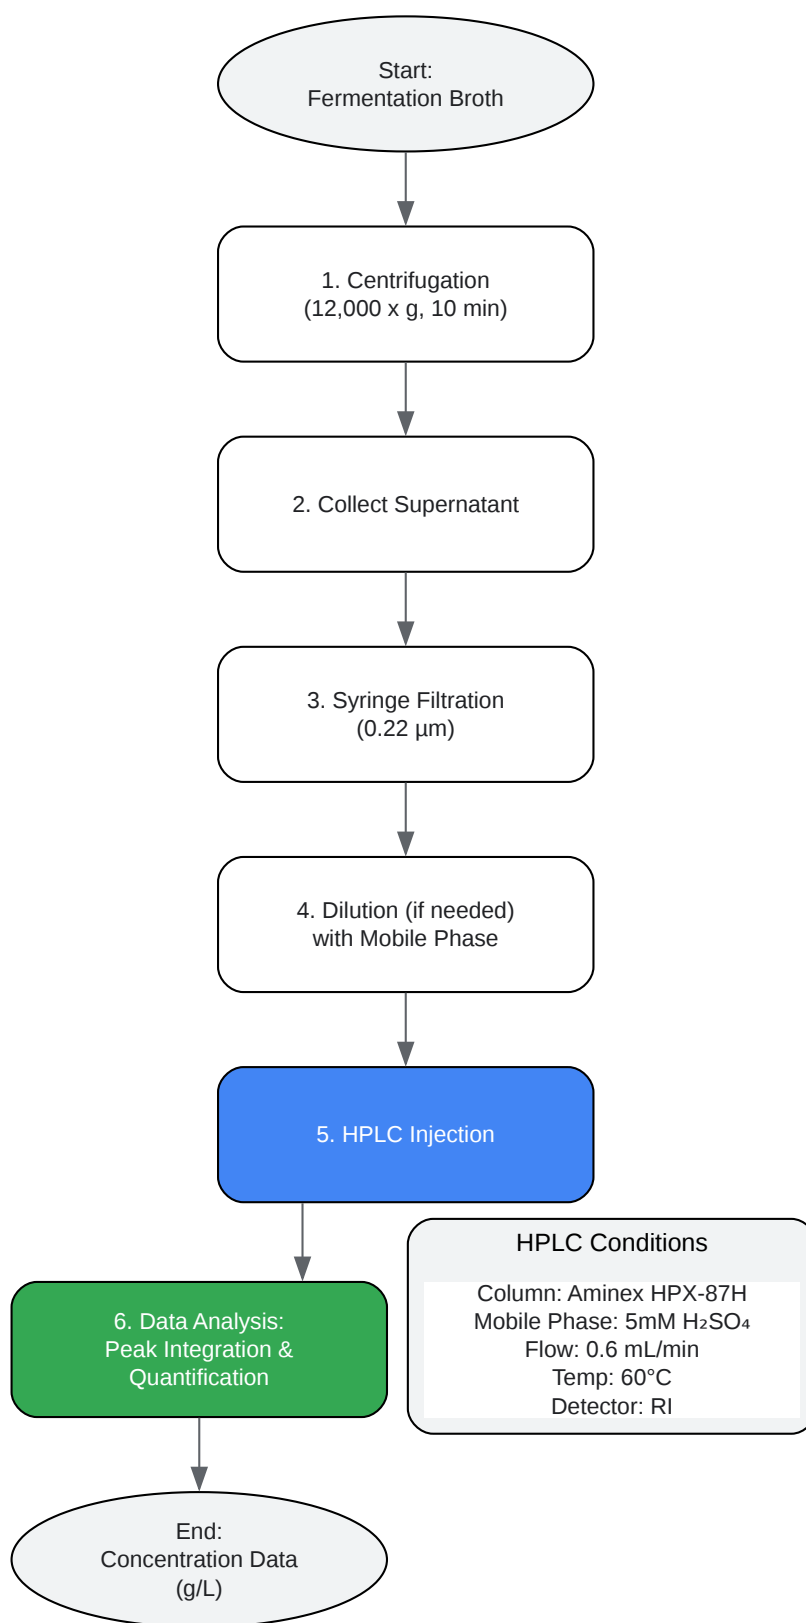 Start:
Fermentation Broth
1. Centrifugation
(12,000 x g, 10 min)
2. Collect Supernatant
3. Syringe Filtration
(0.22 µm)
4. Dilution (if needed)
with Mobile Phase
5. HPLC Injection
HPLC Conditions
Column: Aminex HPX-87H
Mobile Phase: 5mM H₂SO₄
Flow: 0.6 mL/min
Temp: 60°C
Detector: RI
6. Data Analysis:
Peak Integration &
Quantification
End:
Concentration Data
(g/L)